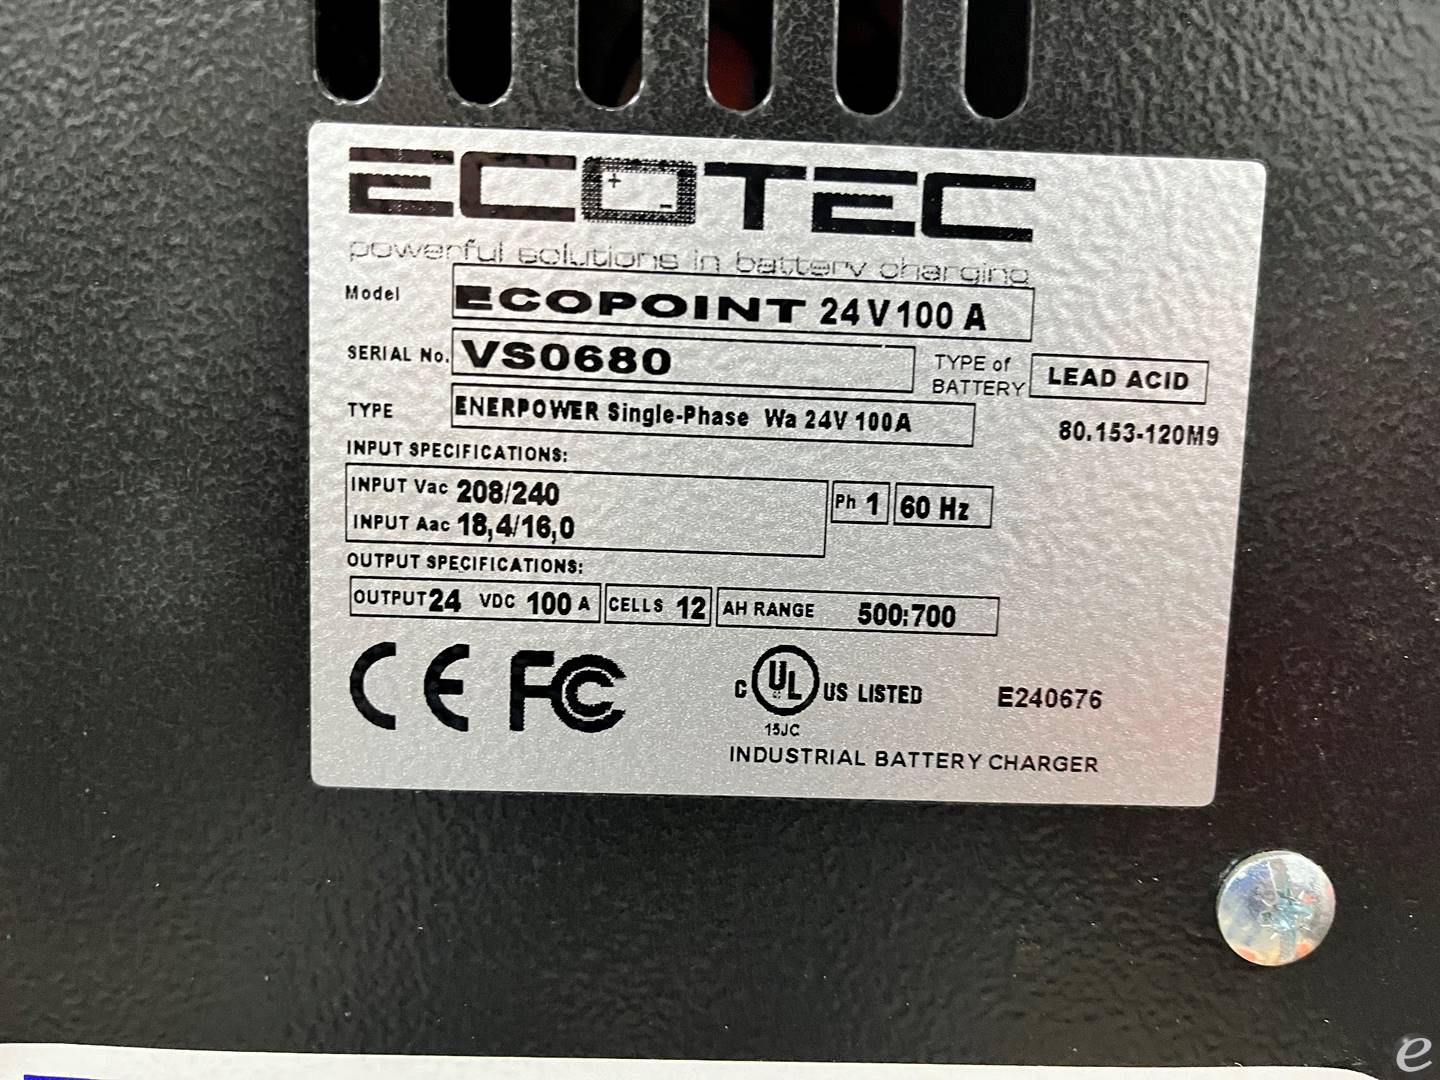 ECOTEC
powerful solutions in battery charging
Model ECOPOINT 24V100 A
SERIAL No. VS0680 TYPE of BATTERY LEAD ACID
TYPE ENERPOWER Single-Phase Wa 24V 100A 80.153-120M9
INPUT SPECIFICATIONS:
INPUT Vac 208/240 Ph 1 60 Hz
INPUT Aac 18,4/16,0
OUTPUT SPECIFICATIONS:
OUTPUT 24 VDC 100 A CELLS 12 AH RANGE 500:700
CE FC C UL US LISTED E240676
15JC
INDUSTRIAL BATTERY CHARGER
e